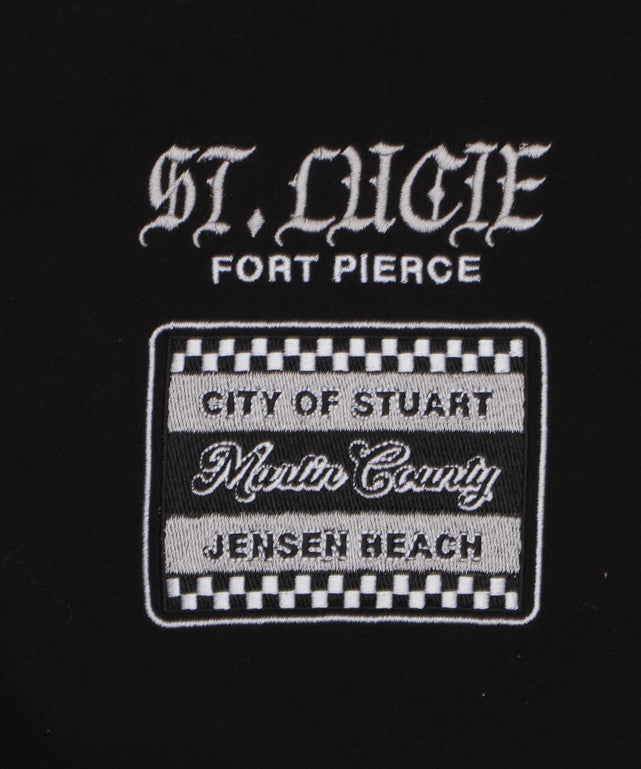 ST. LUCIE
FORT PIERCE
CITY OF STUART
Martin County
JENSEN BEACH